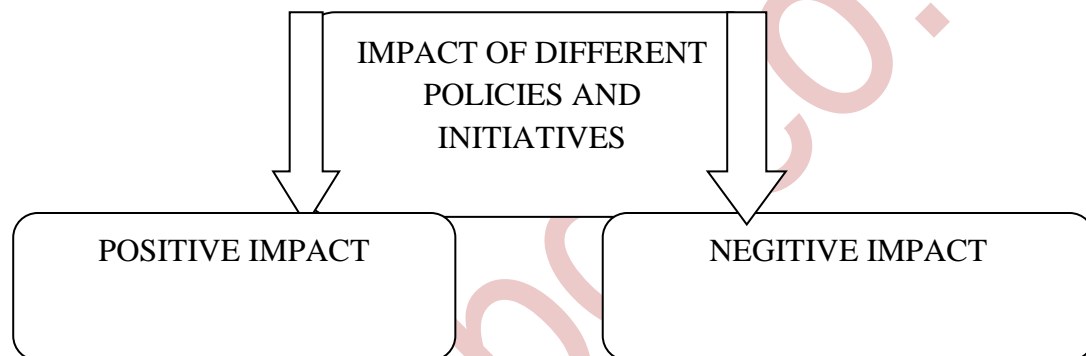 IMPACT OF DIFFERENT
POLICIES AND
INITIATIVES
POSITIVE IMPACT
NEGITIVE IMPACT